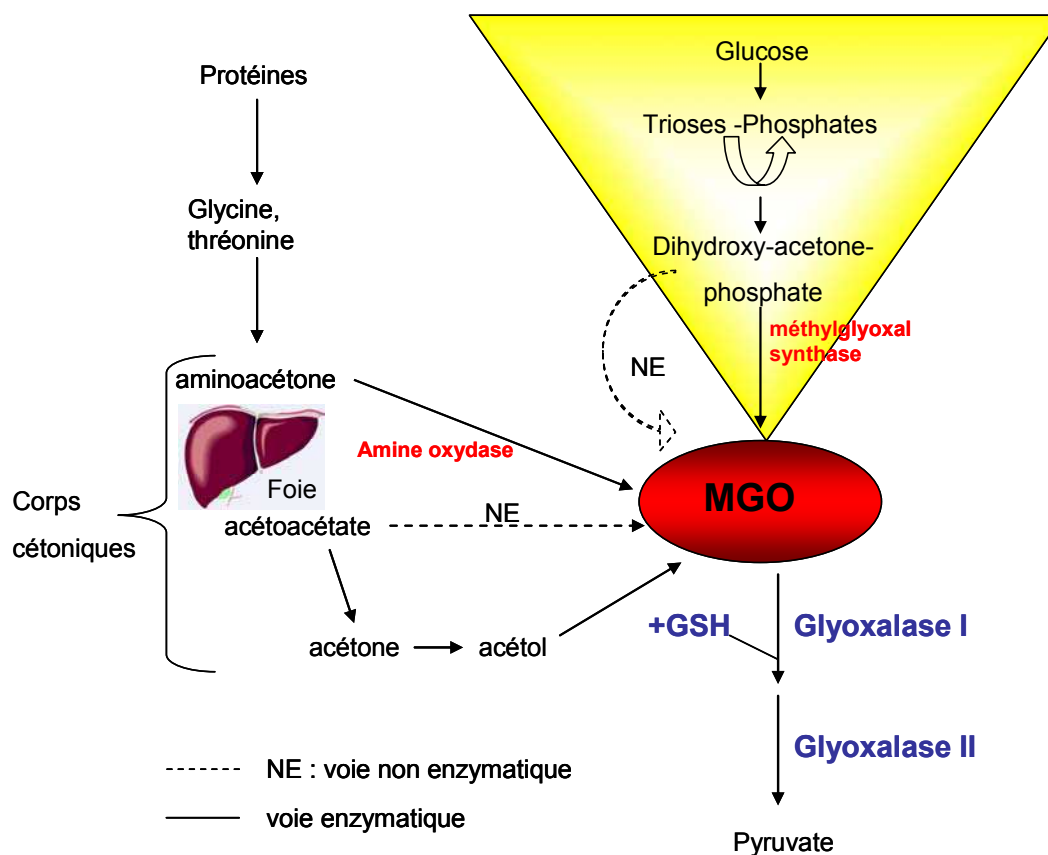 Protéines
Glycine,
thréonine
aminoacétone
Amine oxydase
Foie
Corps
cétoniques
acétoacétate
NE
acétone
acétol
Glucose
Trioses -Phosphates
Dihydroxy-acetone-
phosphate
méthylglyoxal
synthase
NE
MGO
+GSH
Glyoxalase I
Glyoxalase II
Pyruvate
NE : voie non enzymatique
voie enzymatique